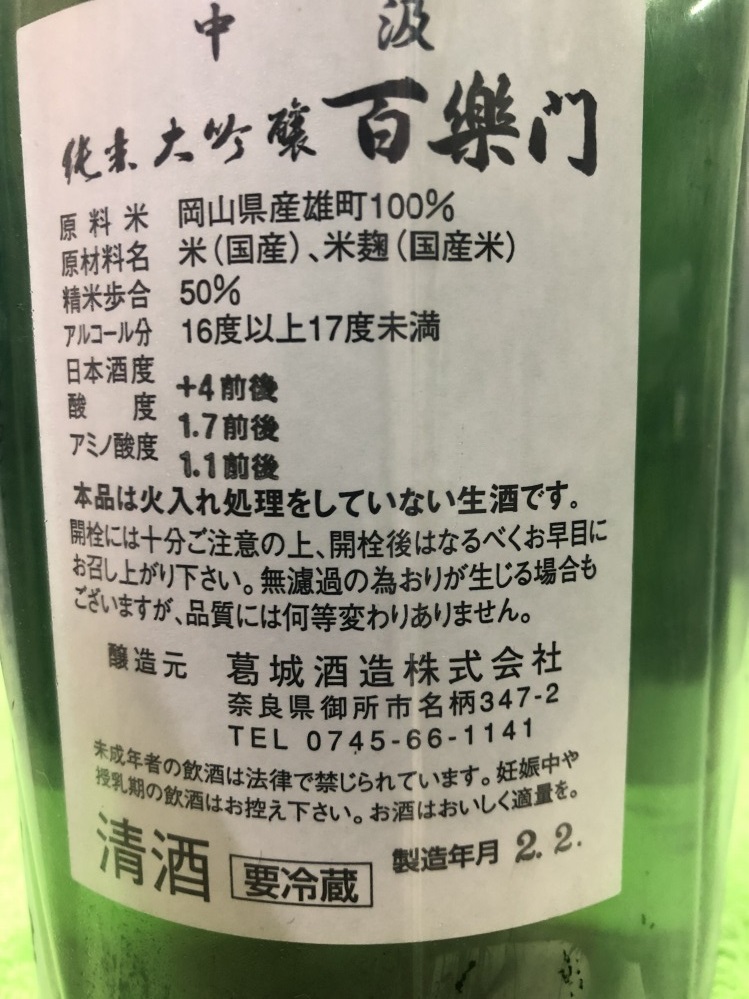 中 汲
純米大吟醸 百樂门
原料米 岡山県産雄町100%
原材料名 米(国産)、米麹(国産米)
精米歩合 50%
アルコール分 16度以上17度未満
日本酒度 +4前後
酸度 1.7前後
アミノ酸度 1.1前後
本品は火入れ処理をしていない生酒です。
開栓には十分ご注意の上、開栓後はなるべくお早目に
お召し上がり下さい。無濾過の為おりが生じる場合も
ございますが、品質には何等変わりありません。
醸造元 葛城酒造株式会社
奈良県御所市名柄347-2
TEL 0745-66-1141
未成年者の飲酒は法律で禁じられています。妊娠中や
授乳期の飲酒はお控え下さい。お酒はおいしく適量を。
清酒 要冷蔵 製造年月 2.2.